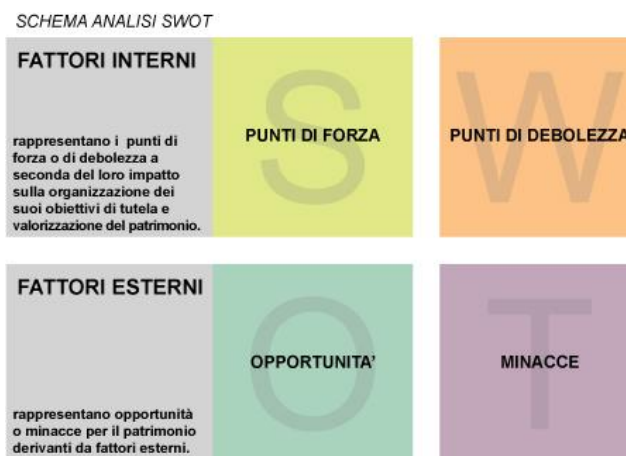 SCHEMA ANALISI SWOT
FATTORI INTERNI
rappresentano i punti di
forza o di debolezza a
seconda del loro impatto
sulla organizzazione dei
suoi obiettivi di tutela e
valorizzazione del patrimonio.
S
PUNTI DI FORZA
W
PUNTI DI DEBOLEZZA
FATTORI ESTERNI
rappresentano opportunità
o minacce per il patrimonio
derivanti da fattori esterni.
O
OPPORTUNITA'
T
MINACCE